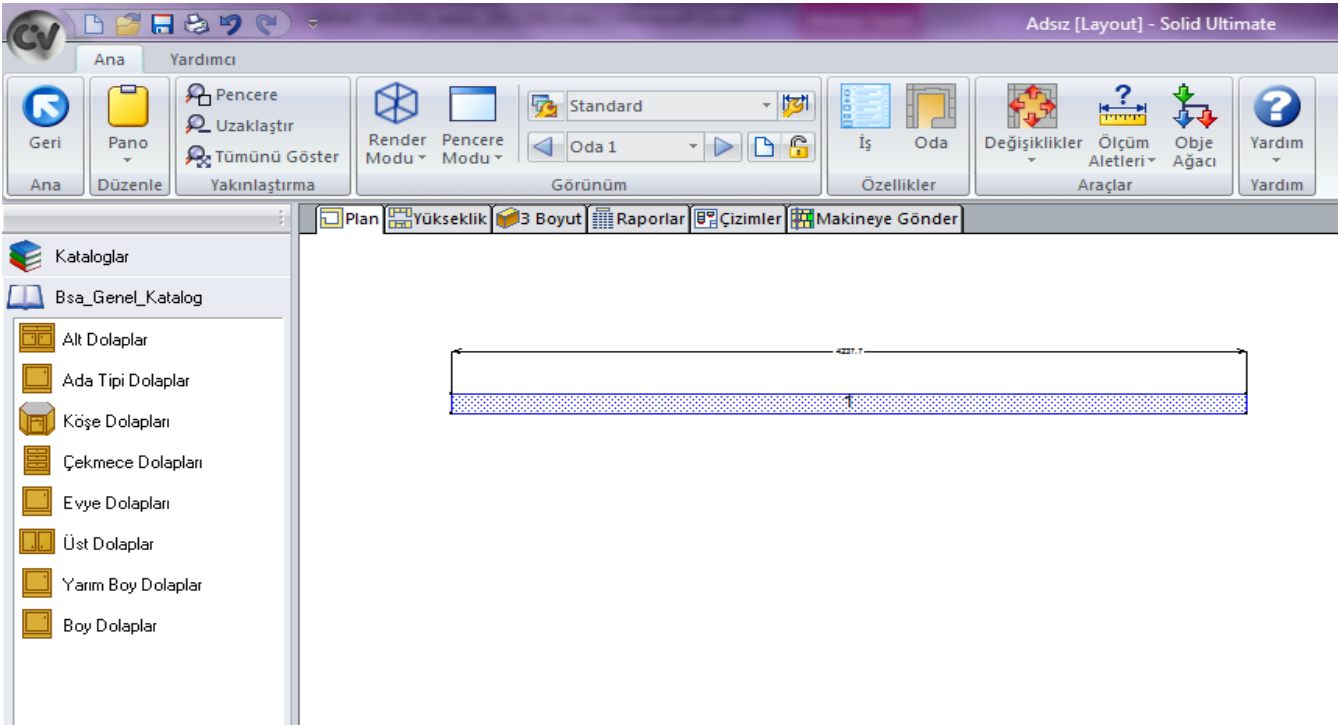 CV
Adsız [Layout] - Solid Ultimate
Ana Yardımcı
Geri
Ana
Pano
Düzenle
Pencere
Uzaklaştır
Tümünü Göster
Yakınlaştırma
Render Pencere
Modu Modu
Standard
Oda 1
Görünüm
İş Oda
Özellikler
Değişiklikler Ölçüm Obje
Aletleri Ağacı
Araçlar
Yardım
Yardım
Plan Yükseklik 3 Boyut Raporlar Çizimler Makineye Gönder
Kataloglar
Bsa_Genel_Katalog
Alt Dolaplar
Ada Tipi Dolaplar
Köşe Dolapları
Çekmece Dolapları
Evye Dolapları
Üst Dolaplar
Yarım Boy Dolaplar
Boy Dolaplar
1